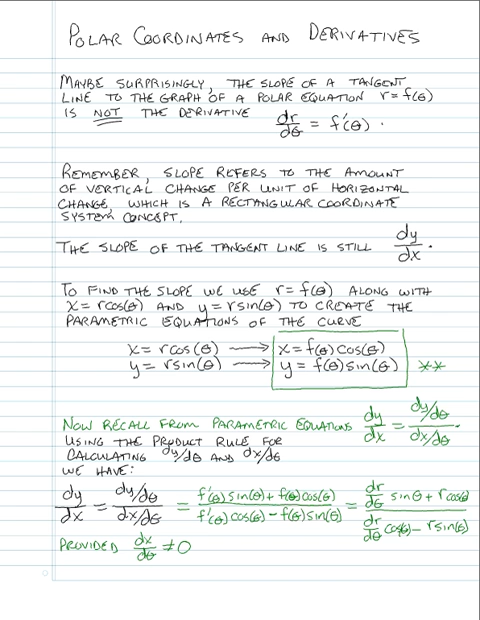 POLAR COORDINATES AND DERIVATIVES
MAYBE SURPRISINGLY, THE SLOPE OF A TANGENT
LINE TO THE GRAPH OF A POLAR EQUATION r = f(θ)
IS NOT THE DERIVATIVE dr/dθ = f'(θ) .
REMEMBER, SLOPE REFERS TO THE AMOUNT
OF VERTICAL CHANGE PER UNIT OF HORIZONTAL
CHANGE, WHICH IS A RECTANGULAR COORDINATE
SYSTEM CONCEPT.
THE SLOPE OF THE TANGENT LINE IS STILL dy/dx .
TO FIND THE SLOPE WE USE r = f(θ) ALONG WITH
x = rcos(θ) AND y = rsin(θ) TO CREATE THE
PARAMETRIC EQUATIONS OF THE CURVE
x = rcos(θ) → x = f(θ)cos(θ)
y = rsin(θ) → y = f(θ)sin(θ) **
NOW RECALL FROM PARAMETRIC EQUATIONS dy/dx = (dy/dθ)/(dx/dθ) .
USING THE PRODUCT RULE FOR
CALCULATING dy/dθ AND dx/dθ
WE HAVE:
dy/dx = (dy/dθ)/(dx/dθ) = (f'(θ)sin(θ) + f(θ)cos(θ))/(f'(θ)cos(θ) - f(θ)sin(θ)) = (dr/dθ sinθ + rcos(θ))/(dr/dθ cos(θ) - rsin(θ))
PROVIDED dx/dθ ≠ 0